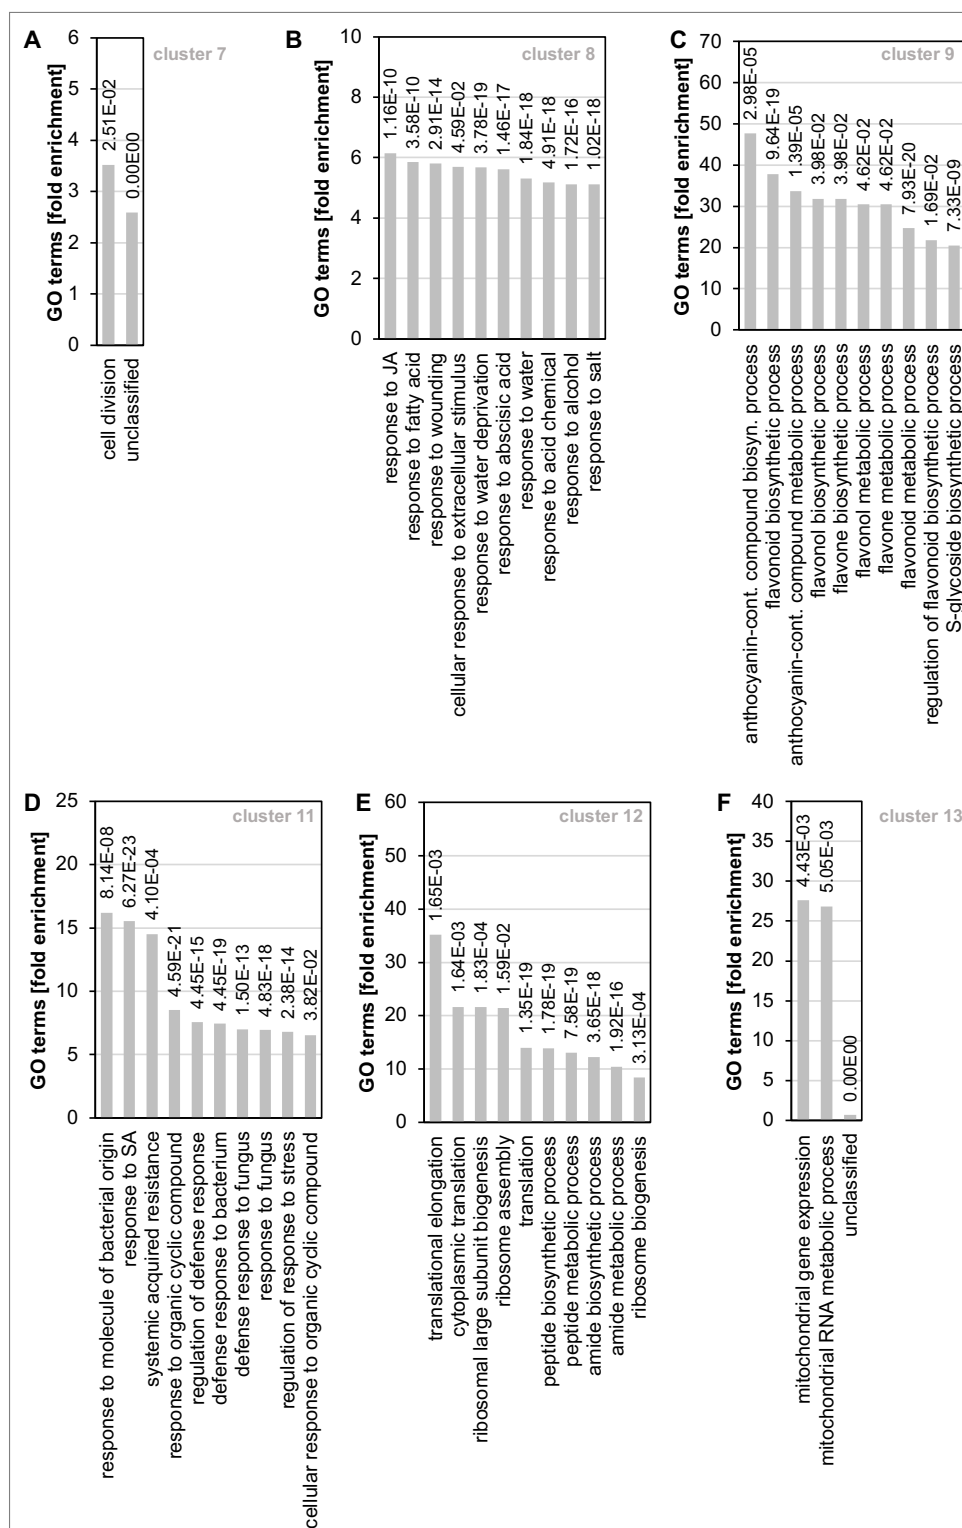 A
GO terms [fold enrichment]
6
5
4
3
2
1
0
cluster 7
2.51E-02
0.00E00
cell division
unclassified
B
GO terms [fold enrichment]
10
8
6
4
2
0
cluster 8
1.16E-10
3.58E-10
2.91E-14
4.59E-02
3.78E-19
1.46E-17
1.84E-18
4.91E-18
1.72E-16
1.02E-18
response to JA
response to fatty acid
response to wounding
cellular response to extracellular stimulus
response to water deprivation
response to abscisic acid
response to water
response to acid chemical
response to alcohol
response to salt
C
GO terms [fold enrichment]
70
60
50
40
30
20
10
0
cluster 9
2.98E-05
9.64E-19
1.39E-05
3.98E-02
3.98E-02
4.62E-02
4.62E-02
7.93E-20
1.69E-02
7.33E-09
anthocyanin-cont. compound biosyn. process
flavonoid biosynthetic process
anthocyanin-cont. compound metabolic process
flavonol biosynthetic process
flavone biosynthetic process
flavonol metabolic process
flavone metabolic process
flavonoid metabolic process
regulation of flavonoid biosynthetic process
S-glycoside biosynthetic process
D
GO terms [fold enrichment]
25
20
15
10
5
0
cluster 11
8.14E-08
6.27E-23
4.10E-04
4.59E-21
4.45E-15
4.45E-19
1.50E-13
4.83E-18
2.38E-14
3.82E-02
response to molecule of bacterial origin
response to SA
systemic acquired resistance
response to organic cyclic compound
regulation of defense response
defense response to bacterium
defense response to fungus
response to fungus
regulation of response to stress
cellular response to organic cyclic compound
E
GO terms [fold enrichment]
60
50
40
30
20
10
0
cluster 12
1.65E-03
1.64E-03
1.83E-04
1.59E-02
1.35E-19
1.78E-19
7.58E-19
3.65E-18
1.92E-16
3.13E-04
translational elongation
cytoplasmic translation
ribosomal large subunit biogenesis
ribosome assembly
translation
peptide biosynthetic process
peptide metabolic process
amide biosynthetic process
amide metabolic process
ribosome biogenesis
F
GO terms [fold enrichment]
40
35
30
25
20
15
10
5
0
cluster 13
4.43E-03
5.05E-03
0.00E00
mitochondrial gene expression
mitochondrial RNA metabolic process
unclassified